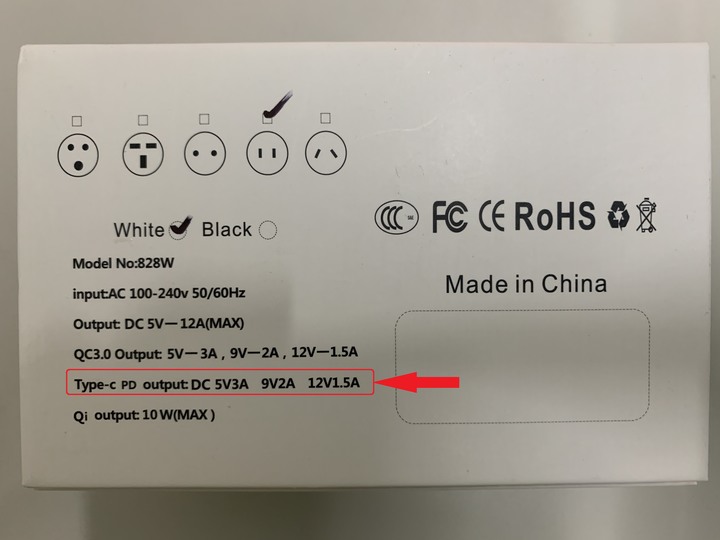 White Black
CCC FC CE RoHS
Model No:828W
input:AC 100-240v 50/60Hz
Made in China
Output: DC 5V—12A(MAX)
QC3.0 Output: 5V—3A , 9V—2A , 12V—1.5A
Type-c PD output: DC 5V3A 9V2A 12V1.5A
Qi output: 10W(MAX)